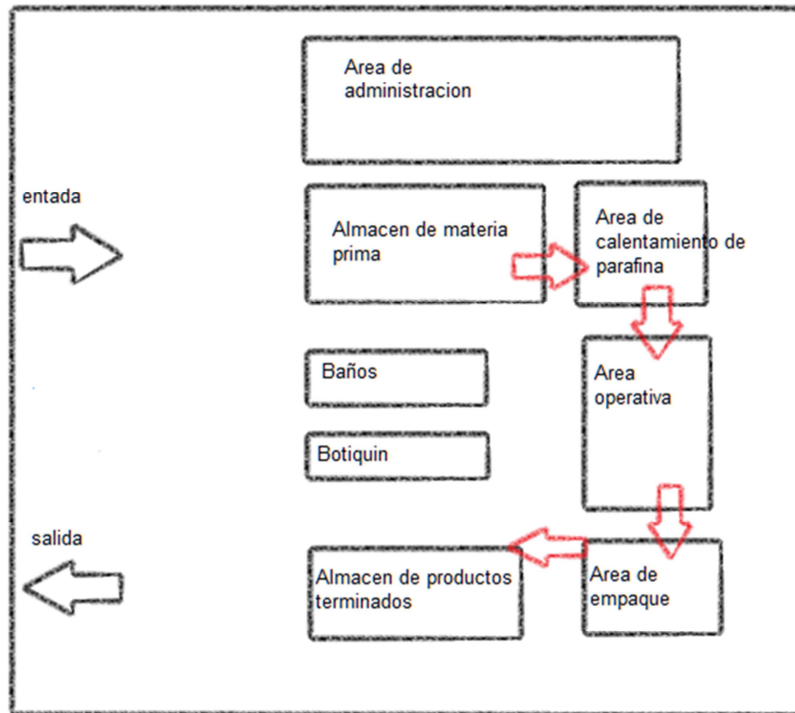 Area de
administracion
entada
Almacen de materia
prima
Area de
calentamiento de
parafina
Baños
Area
operativa
Botiquin
salida
Almacen de productos
terminados
Area de
empaque